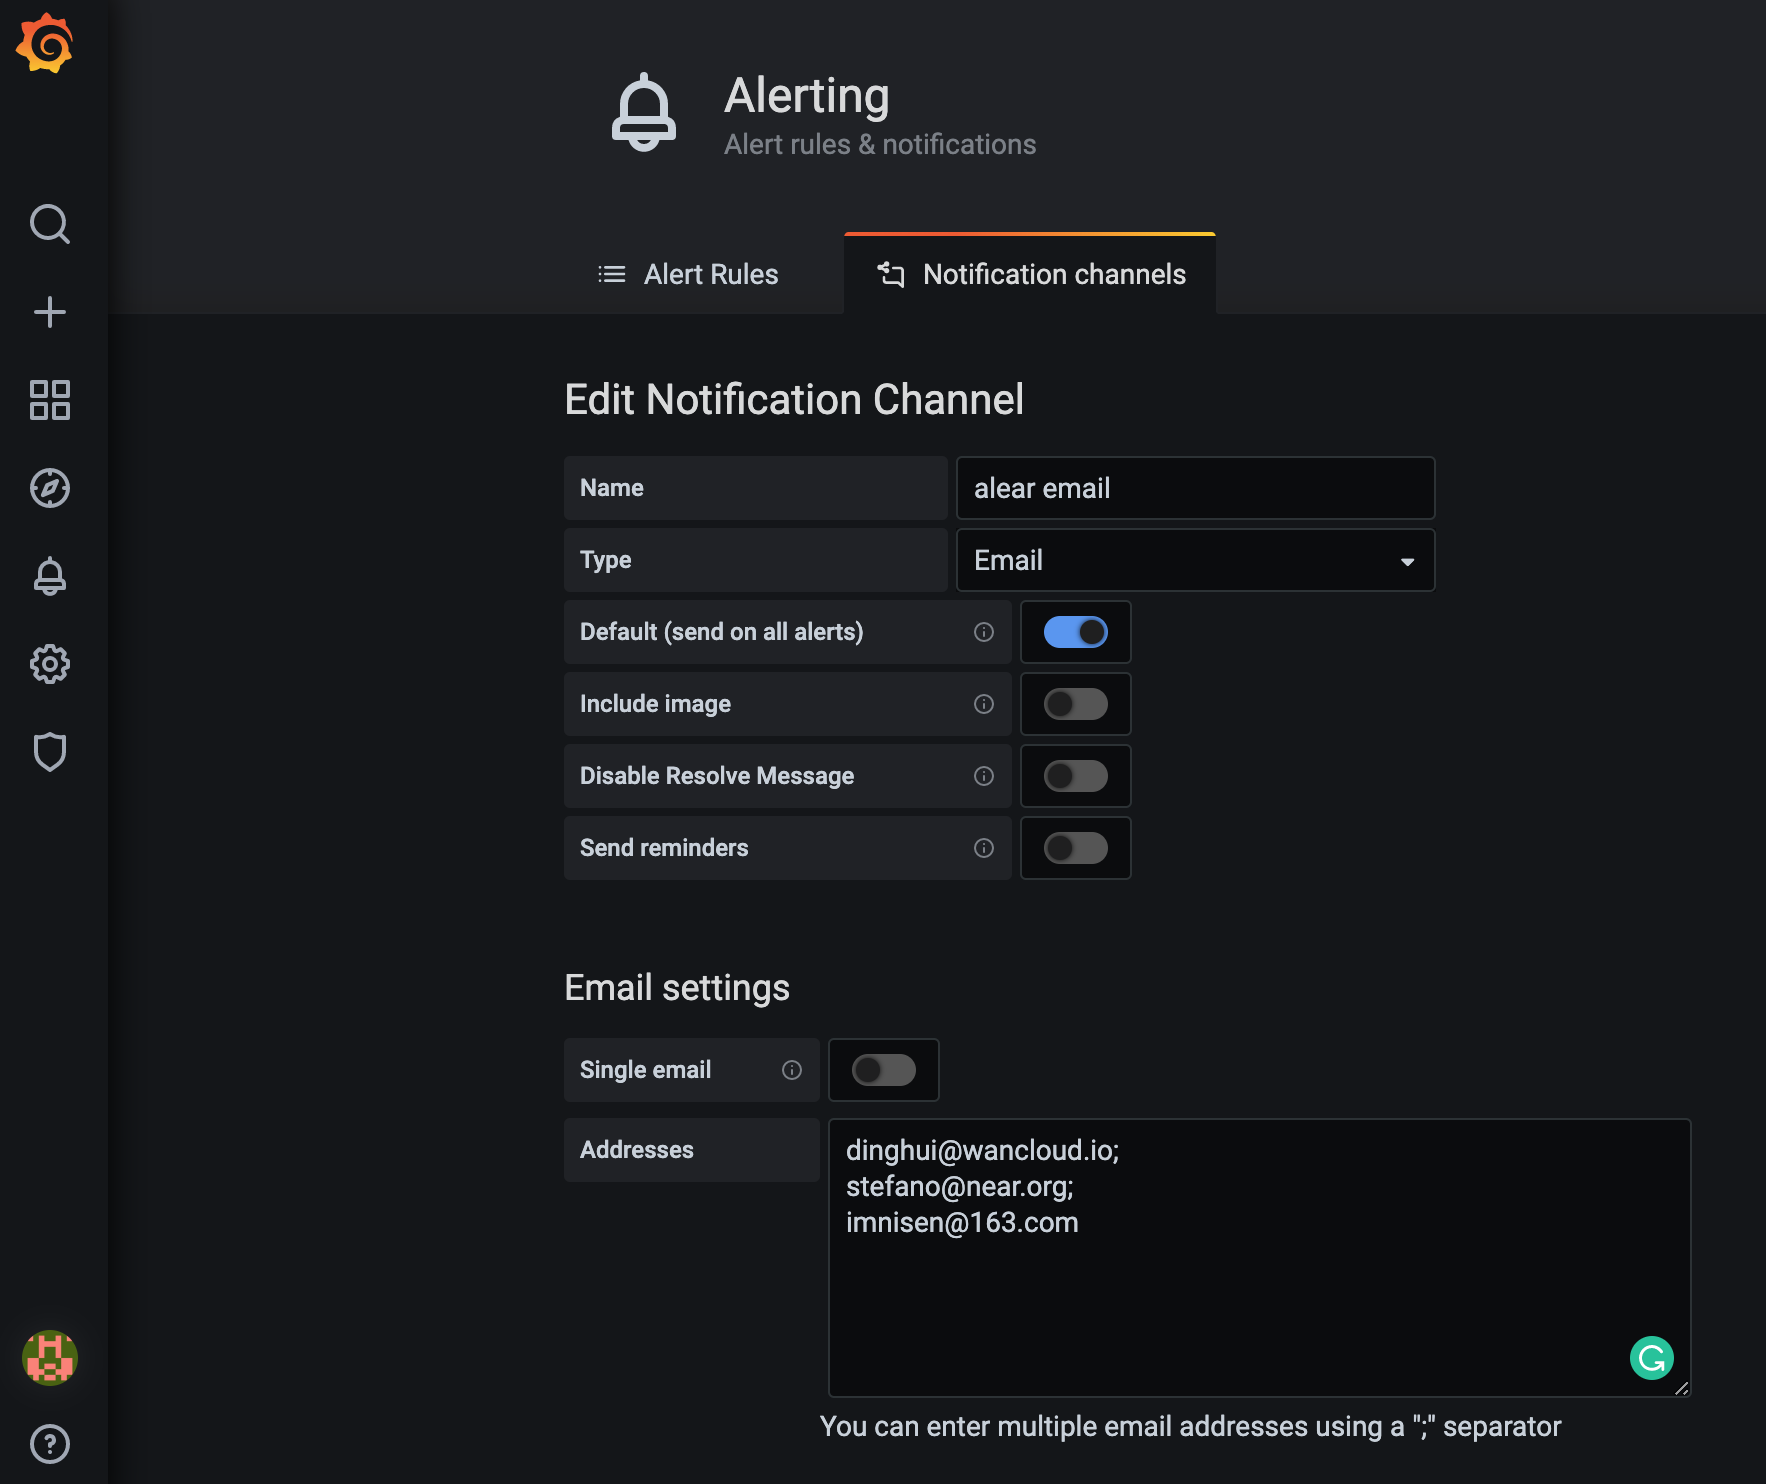 Alerting
Alert rules & notifications
Alert Rules
Notification channels
Edit Notification Channel
Name
alear email
Type
Email
Default (send on all alerts)
Include image
Disable Resolve Message
Send reminders
Email settings
Single email
Addresses
dinghui@wancloud.io;
stefano@near.org;
imnisen@163.com
You can enter multiple email addresses using a ";" separator